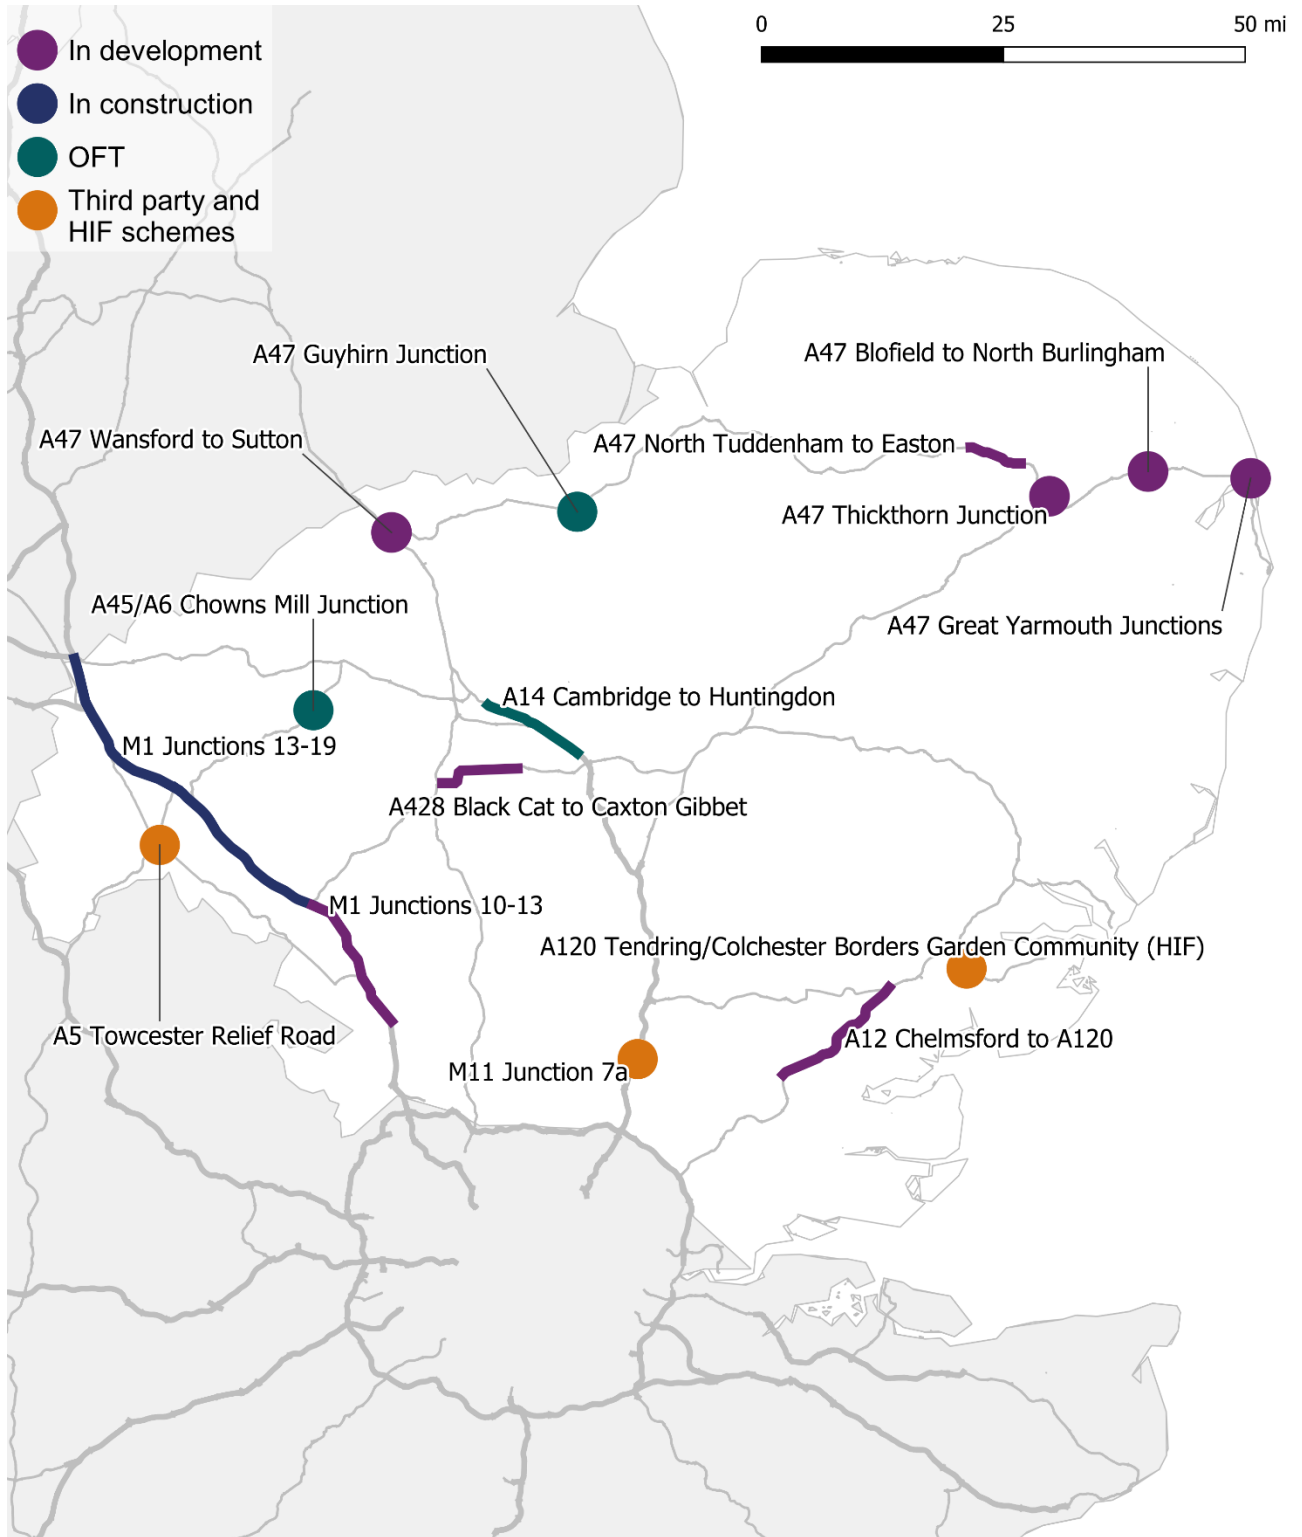 0 25 50 mi
In development
In construction
OFT
Third party and
HIF schemes
A47 Guyhirn Junction
A47 Blofield to North Burlingham
A47 Wansford to Sutton
A47 North Tuddenham to Easton
A47 Thickthorn Junction
A45/A6 Chowns Mill Junction
A47 Great Yarmouth Junctions
A14 Cambridge to Huntingdon
M1 Junctions 13-19
A428 Black Cat to Caxton Gibbet
M1 Junctions 10-13
A120 Tendring/Colchester Borders Garden Community (HIF)
A5 Towcester Relief Road
A12 Chelmsford to A120
M11 Junction 7a